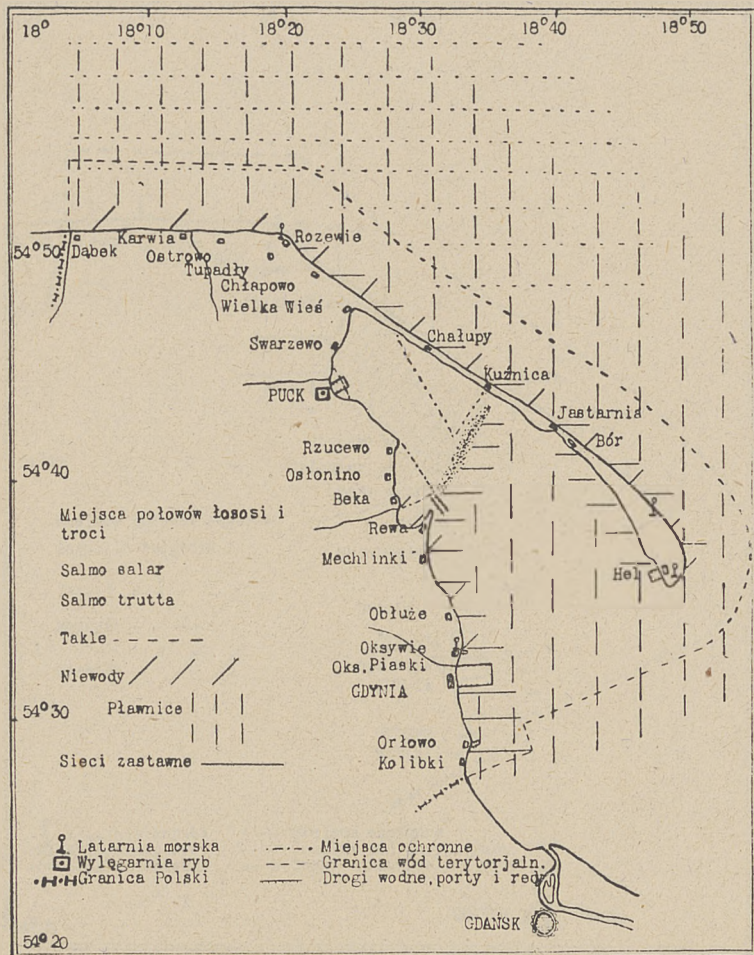 18° 18°10 18°20 18°30 18°40 18°50
Rozewie
Karwia
54°50 Dąbek
Ostrowo
Tupadły
Chłapowo
Wielka Wieś
Swarzewo
Chałupy
Kuźnica
PUCK
Jastarnia
Bór
Rzucewo
54°40
Osłonino
Beka
Miejsca połowów łososi i
troci
Rewa
Mechlinki
Salmo salar
Hel
Salmo trutta
Obłuże
Takle
Oksywie
Oks.Piaski
Niewody
GDYNIA
Pławnice
54°30
Orłowo
Sieci zastawne
Kolibki
Latarnia morska
Miejsca ochronne
Wylęgarnia ryb
Granica wód terytorjaln.
Granica Polski
Drogi wodne, porty i redy
GDAŃSK
54°20